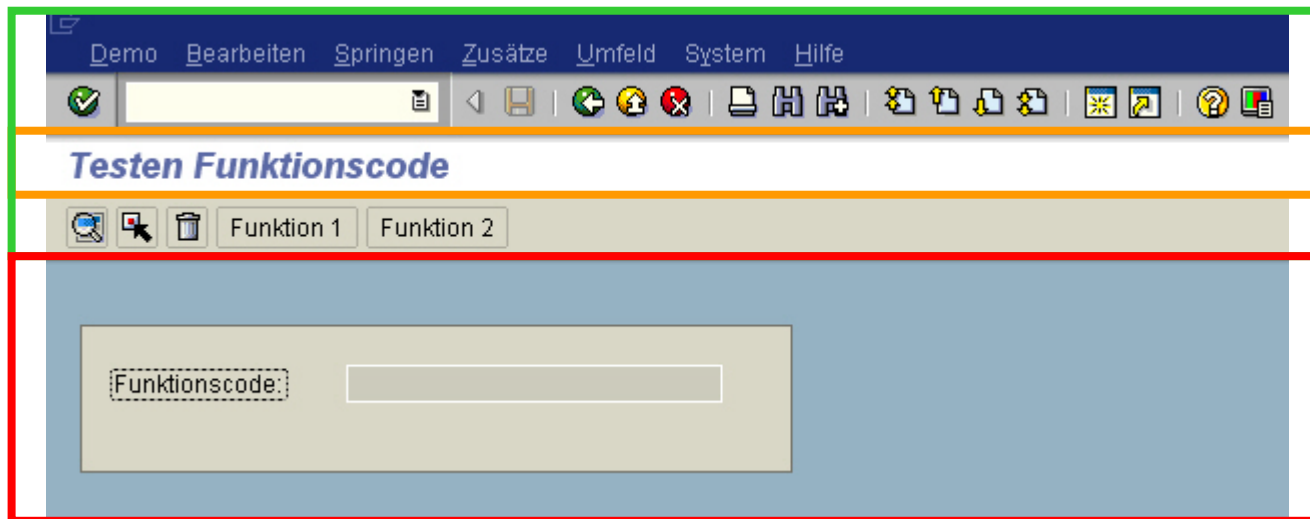 Demo Bearbeiten Springen Zusätze Umfeld System Hilfe
Testen Funktionscode
Funktion 1 Funktion 2
Funktionscode: